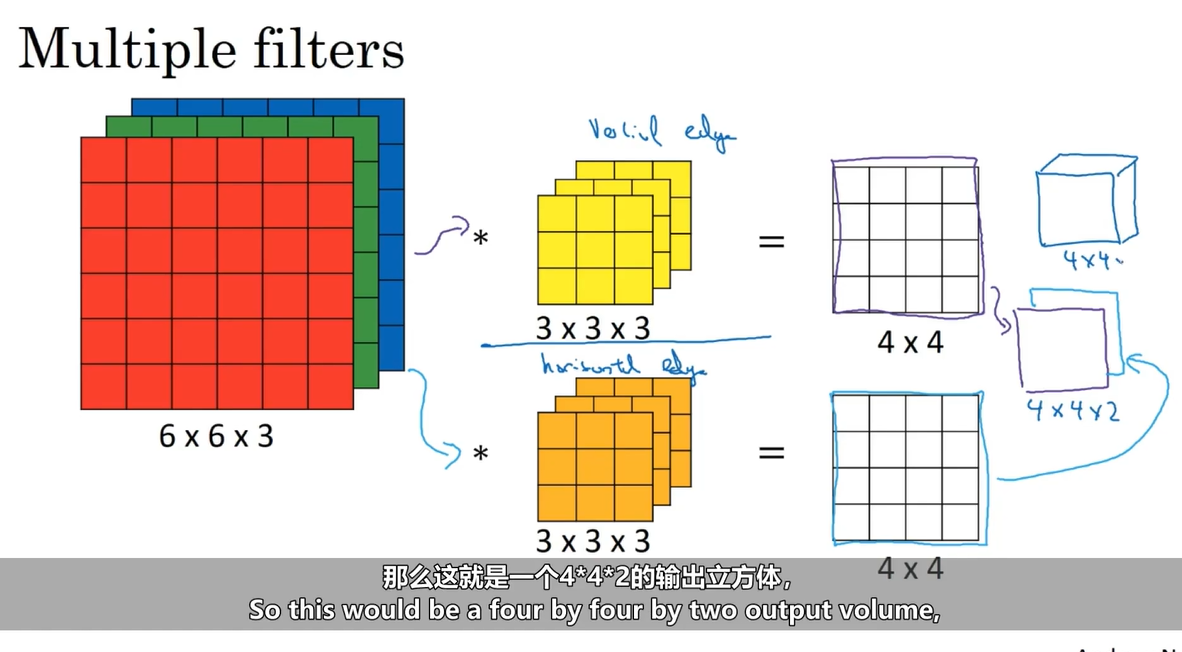 Multiple filters
Vertical edge
*
=
4x4
3 x 3 x 3
4 x 4
horizontal edge
6 x 6 x 3
*
=
4x4x2
3 x 3 x 3
4 x 4
那么这就是一个4*4*2的输出立方体，
So this would be a four by four by two output volume,